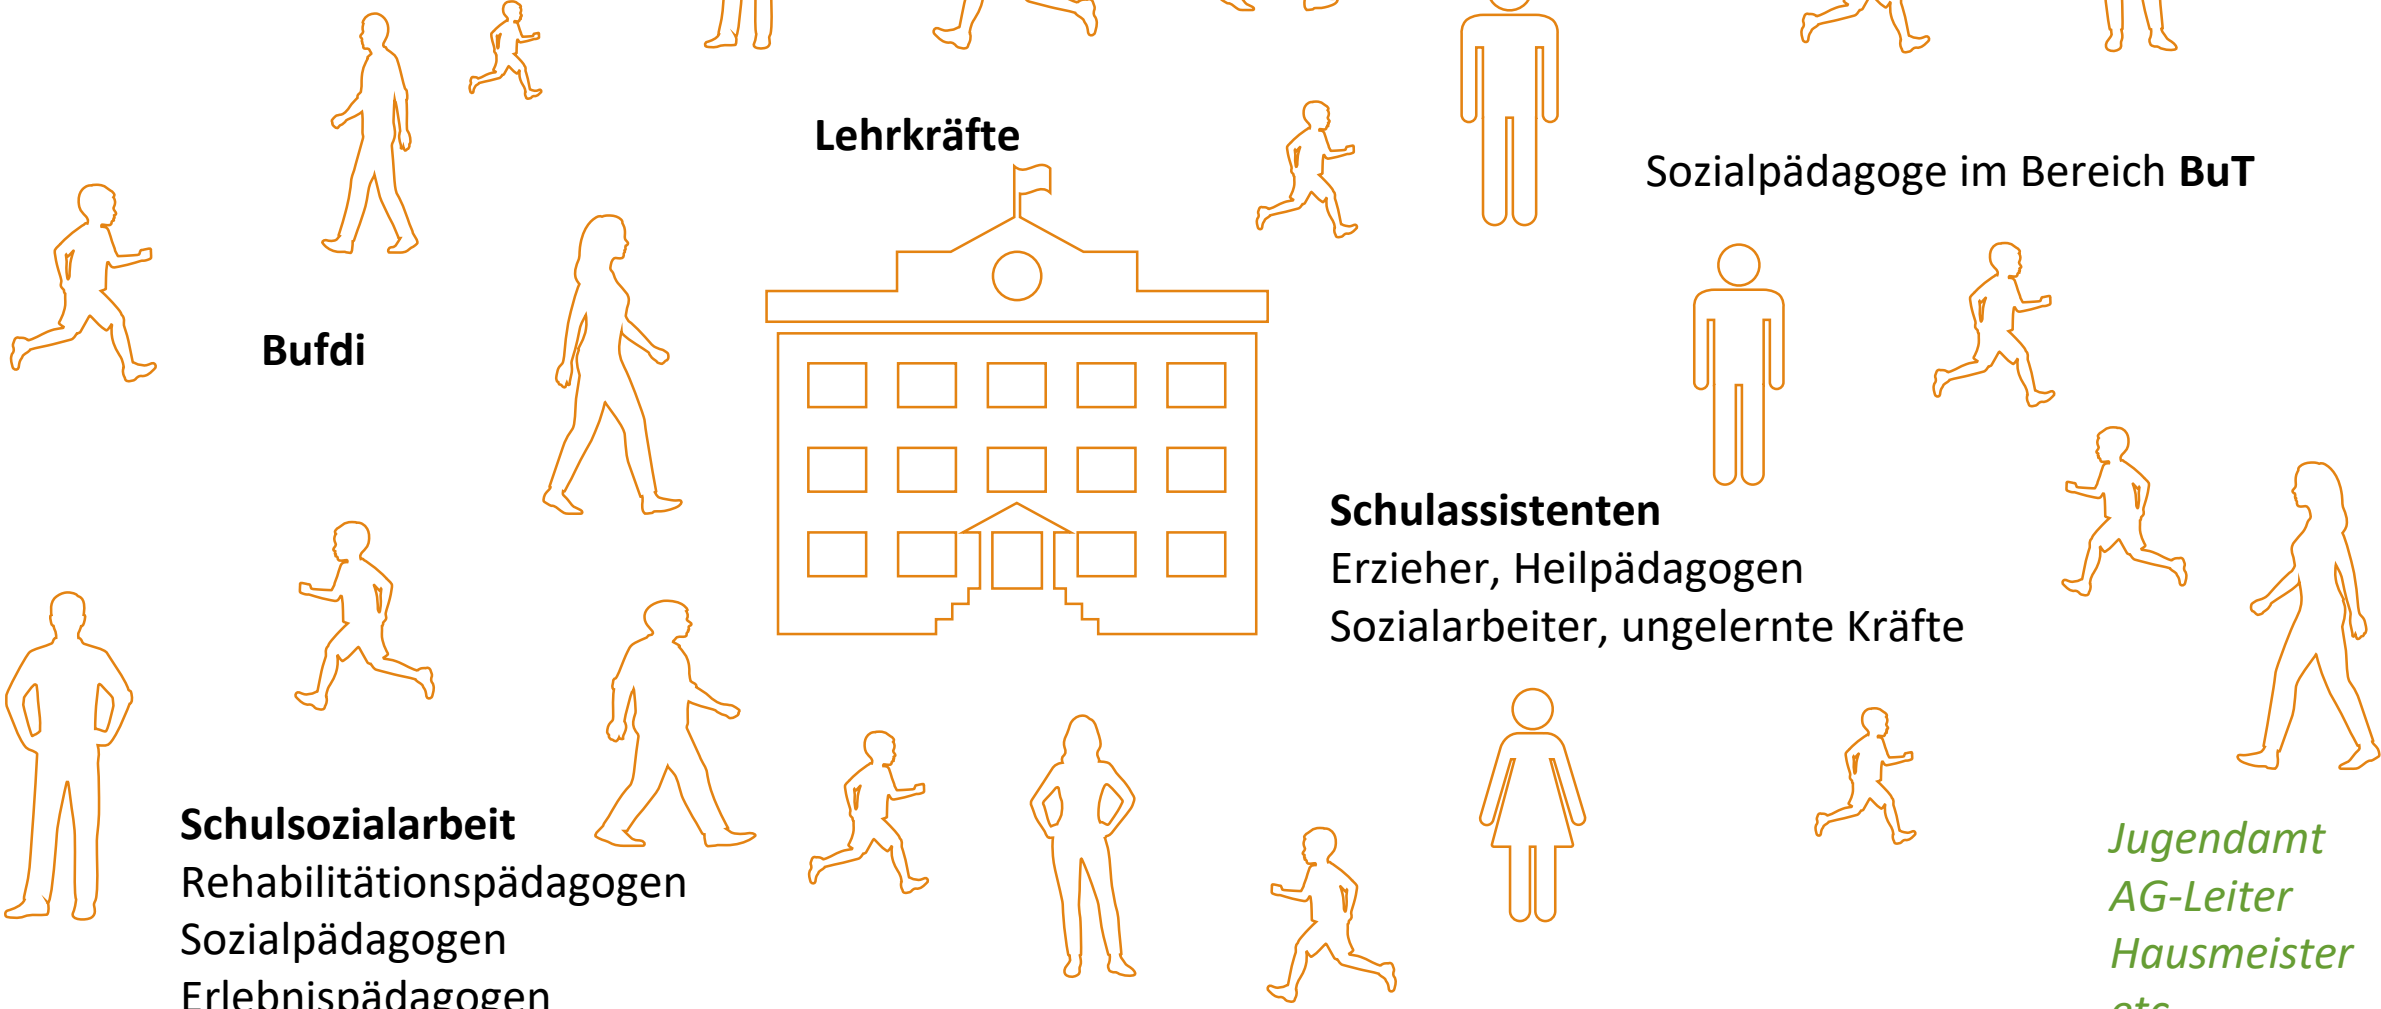 Lehrkräfte
Sozialpädagoge im Bereich BuT
Bufdi
Schulassistenten
Erzieher, Heilpädagogen
Sozialarbeiter, ungelernte Kräfte
Schulsozialarbeit
Rehabilitätionspädagogen
Sozialpädagogen
Erlebnispädagogen
Jugendamt
AG-Leiter
Hausmeister
etc